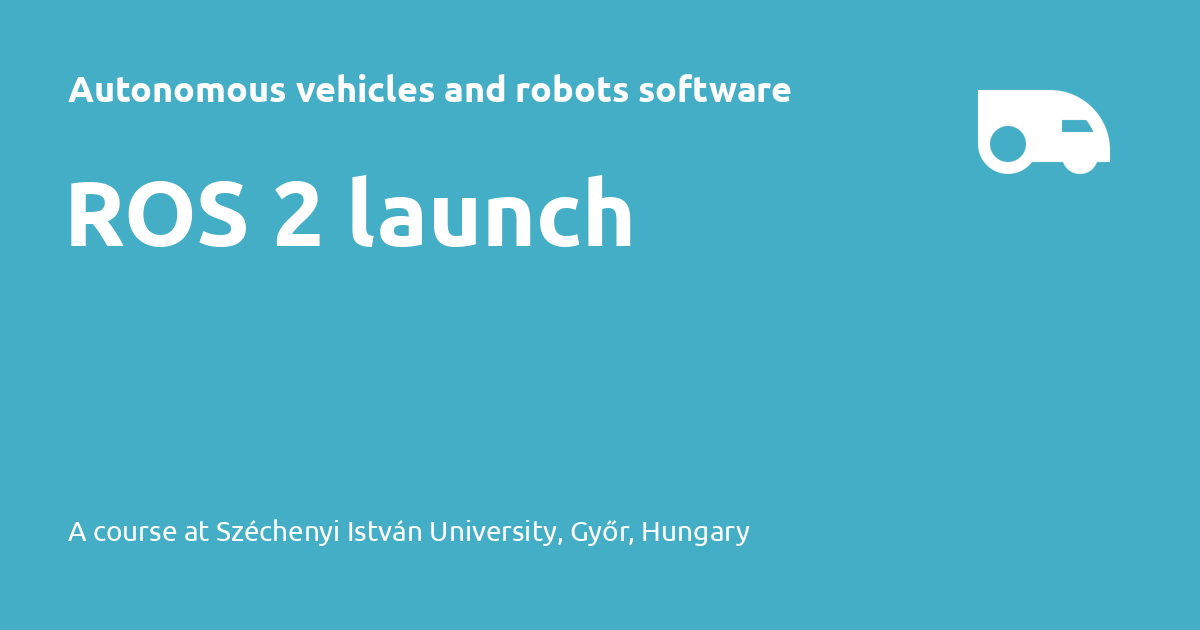 Autonomous vehicles and robots software
ROS 2 launch
A course at Széchenyi István University, Győr, Hungary